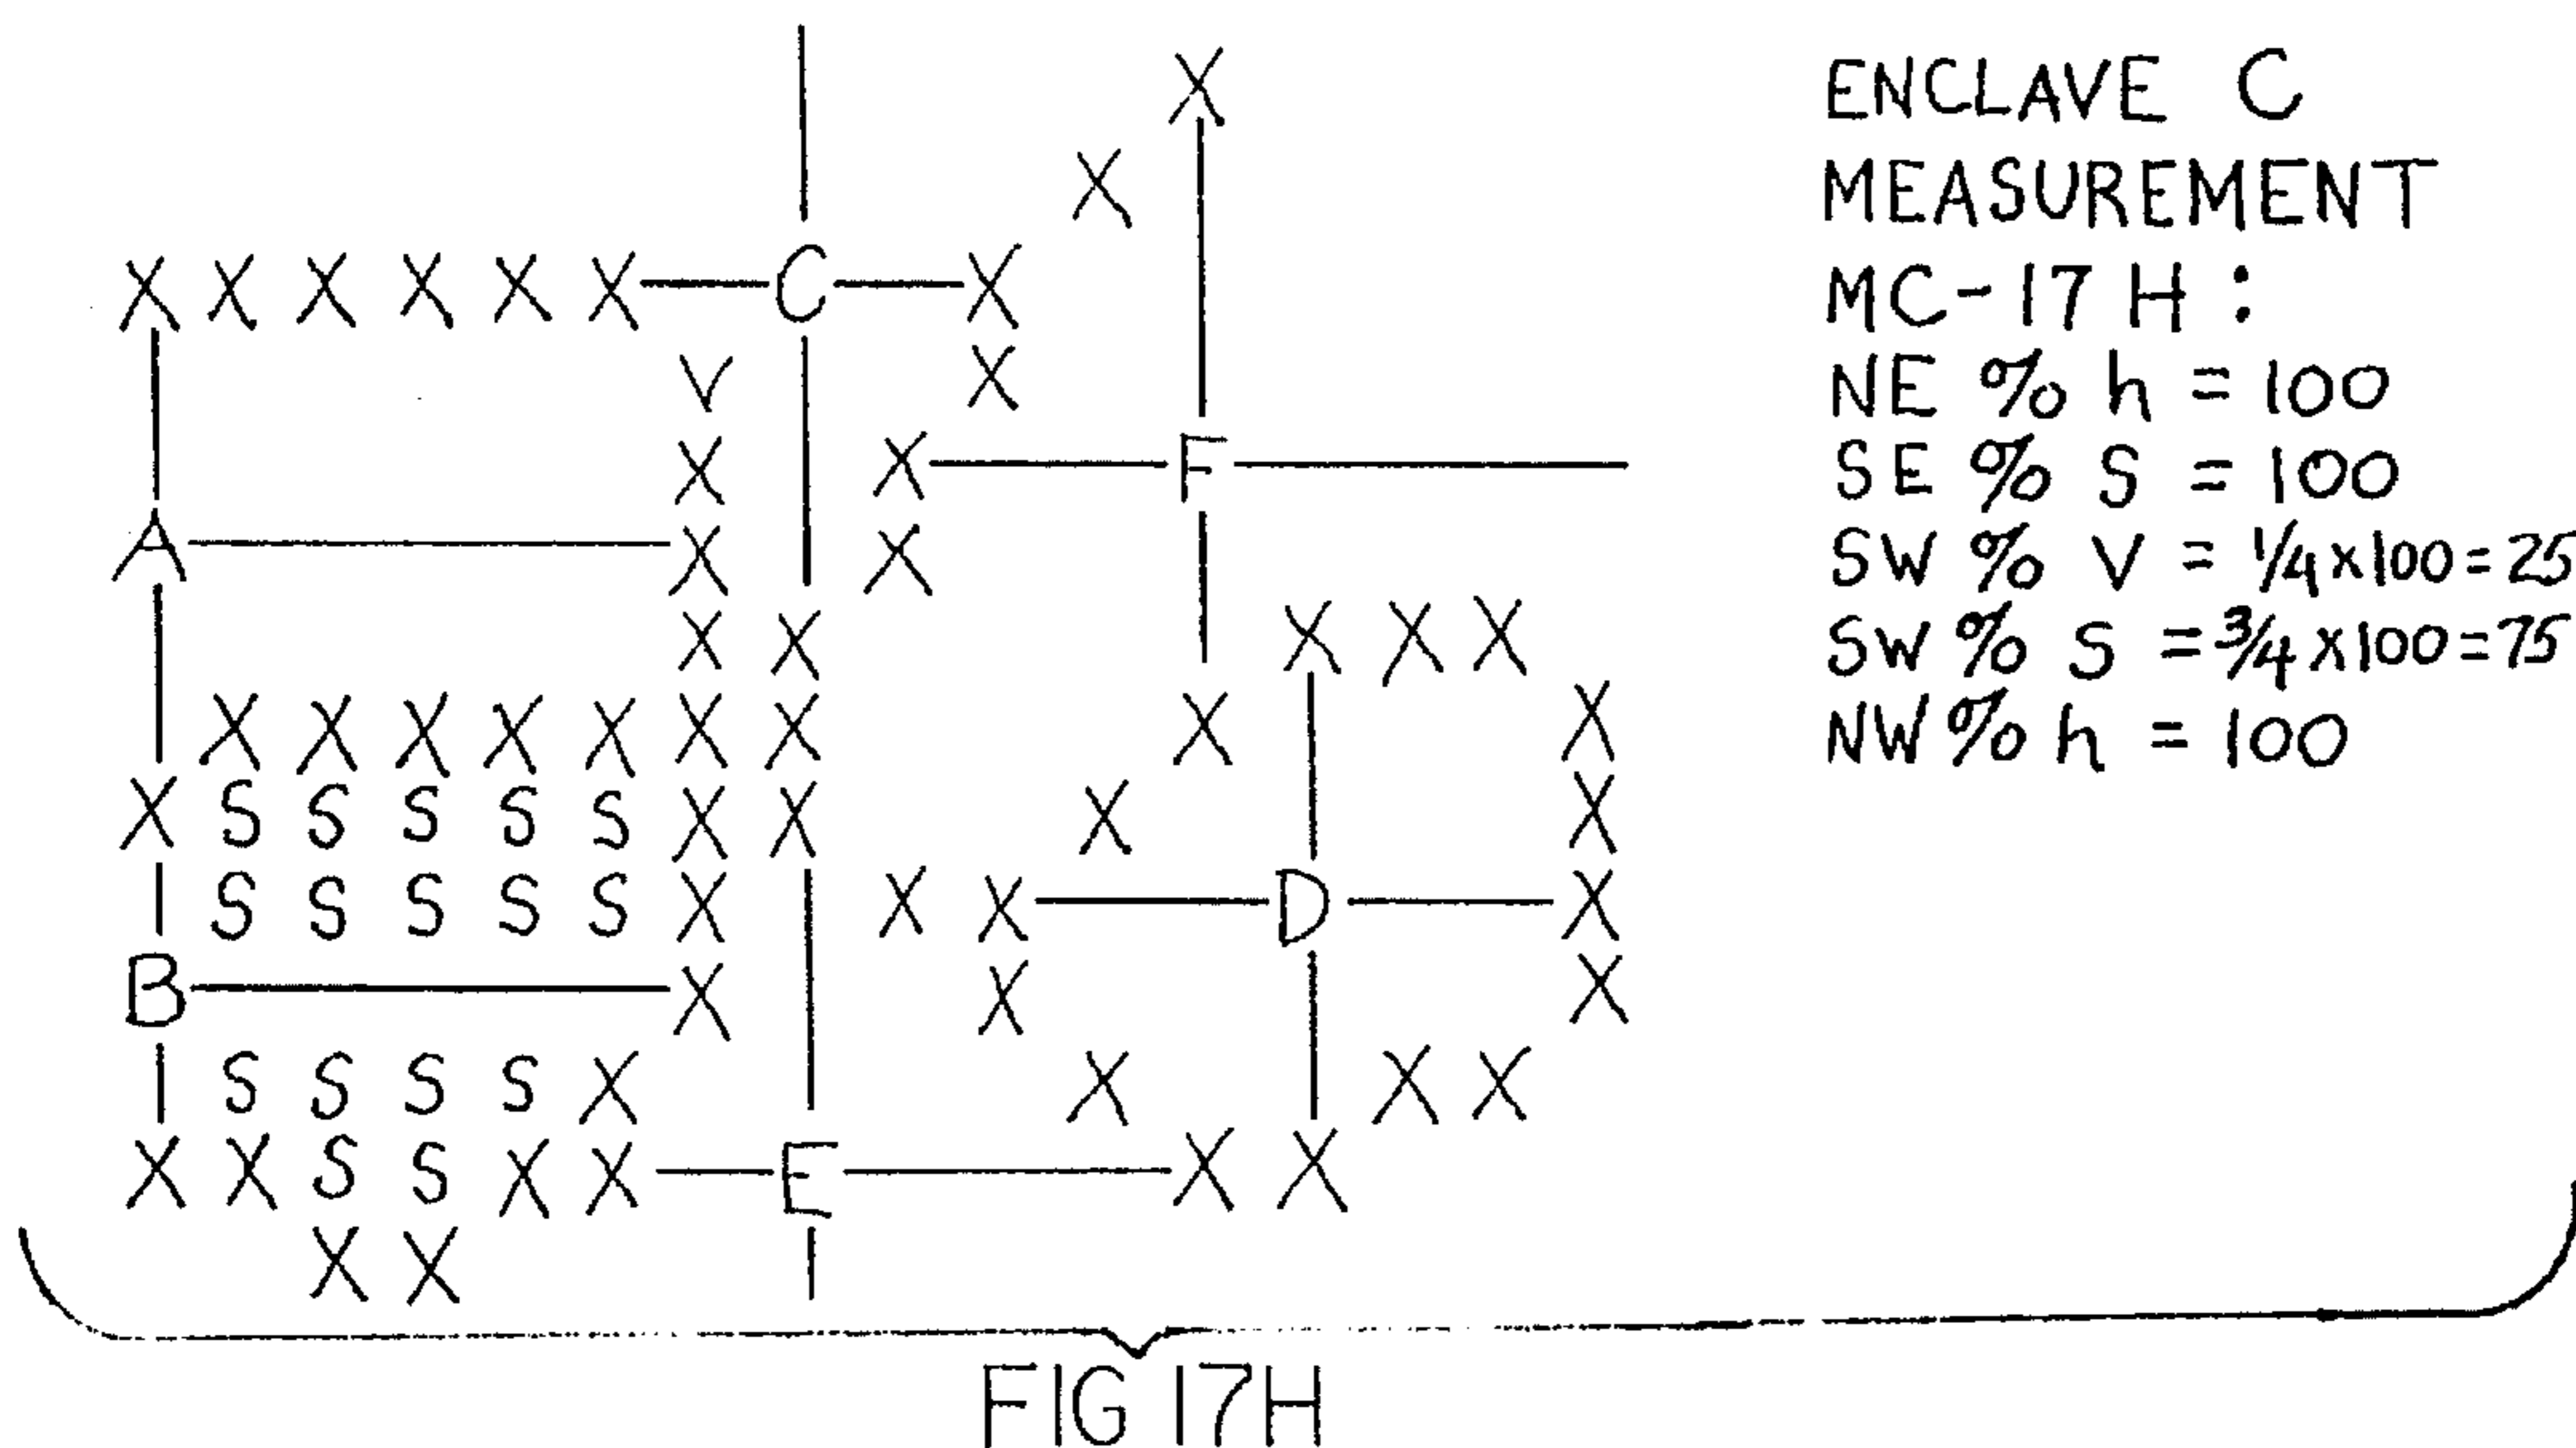 X
X
X X X X X X C X
V X
X X F
A X X
X X X X X
X X X X X X X X X
X S S S S S X X X X
S S S S S X X X D X
B X X X
S S S S X X X X
X X S S X X E X X
X X
ENCLAVE C
MEASUREMENT
MC-17 H :
NE % h = 100
SE % S = 100
SW % V = 1/4 x 100 = 25
SW % S = 3/4 x 100 = 75
NW % h = 100
FIG 17H